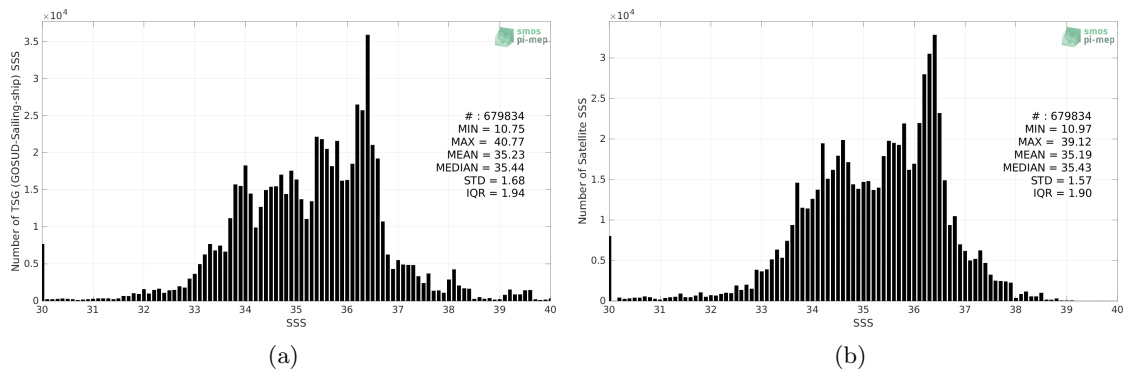 ×10⁴
smos
pi-mep
3.5
3
2.5
2
1.5
1
0.5
0
Number of TSG (GOSUD-Sailing-ship) SSS
# : 679834
MIN = 10.75
MAX = 40.77
MEAN = 35.23
MEDIAN = 35.44
STD = 1.68
IQR = 1.94
30 31 32 33 34 35 36 37 38 39 40
SSS
(a)
×10⁴
smos
pi-mep
3
2.5
2
1.5
1
0.5
0
Number of Satellite SSS
# : 679834
MIN = 10.97
MAX = 39.12
MEAN = 35.19
MEDIAN = 35.43
STD = 1.57
IQR = 1.90
30 31 32 33 34 35 36 37 38 39 40
SSS
(b)